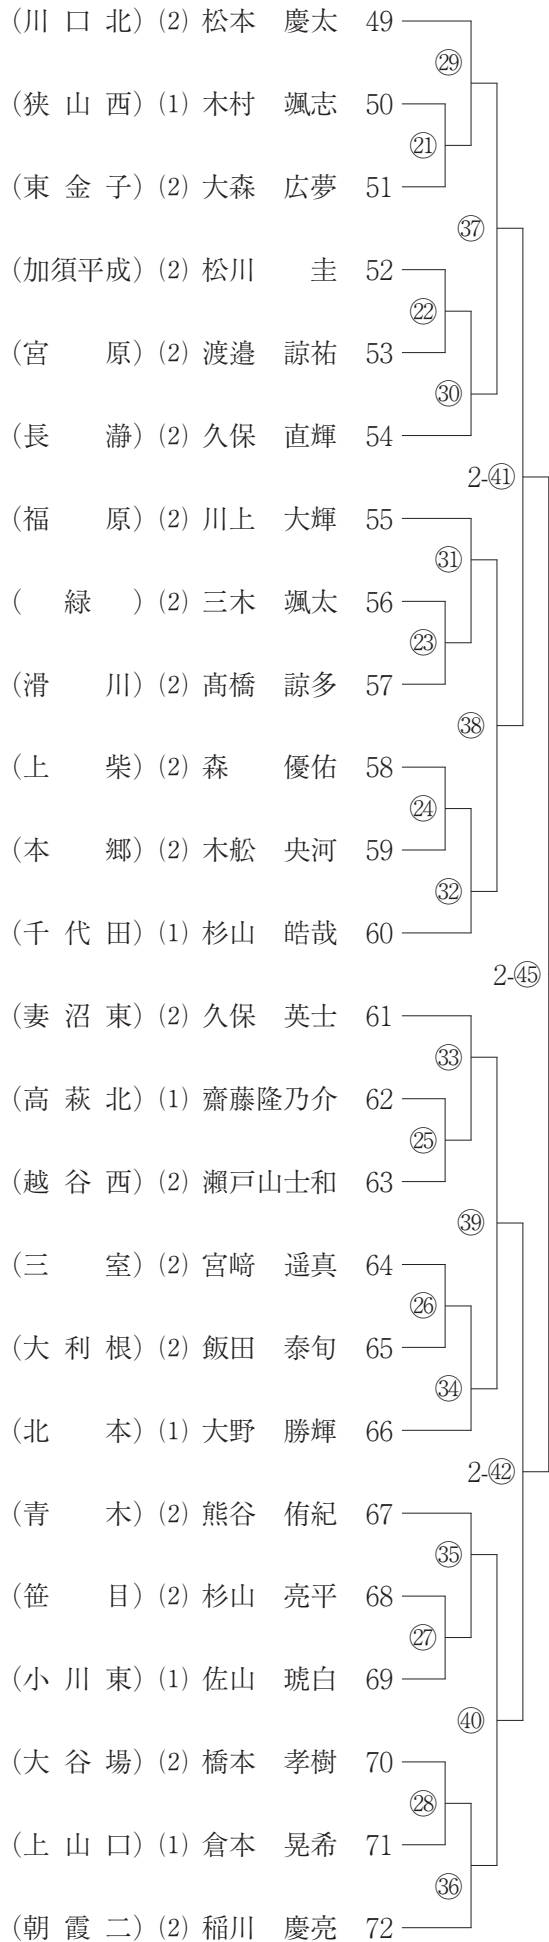 (川口北) (2) 松本 慶太 49
㉙
(狭山西) (1) 木村 颯志 50
㉑
(東金子) (2) 大森 広夢 51
㊲
(加須平成) (2) 松川 圭 52
㉒
(宮原) (2) 渡邉 諒祐 53
㉚
(長瀞) (2) 久保 直輝 54
2-㊶
(福原) (2) 川上 大輝 55
㉛
(緑) (2) 三木 颯太 56
㉓
(滑川) (2) 髙橋 諒多 57
㊳
(上柴) (2) 森 優佑 58
㉔
(本郷) (2) 木舩 央河 59
㉜
(千代田) (1) 杉山 皓哉 60
2-㊺
(妻沼東) (2) 久保 英士 61
㉝
(高萩北) (1) 齋藤隆乃介 62
㉕
(越谷西) (2) 瀨戸山士和 63
㊴
(三室) (2) 宮﨑 遥真 64
㉖
(大利根) (2) 飯田 泰旬 65
㉞
(北本) (1) 大野 勝輝 66
2-㊷
(青木) (2) 熊谷 侑紀 67
㉟
(笹目) (2) 杉山 亮平 68
㉗
(小川東) (1) 佐山 琥白 69
㊵
(大谷場) (2) 橋本 孝樹 70
㉘
(上山口) (1) 倉本 晃希 71
㊱
(朝霞二) (2) 稲川 慶亮 72